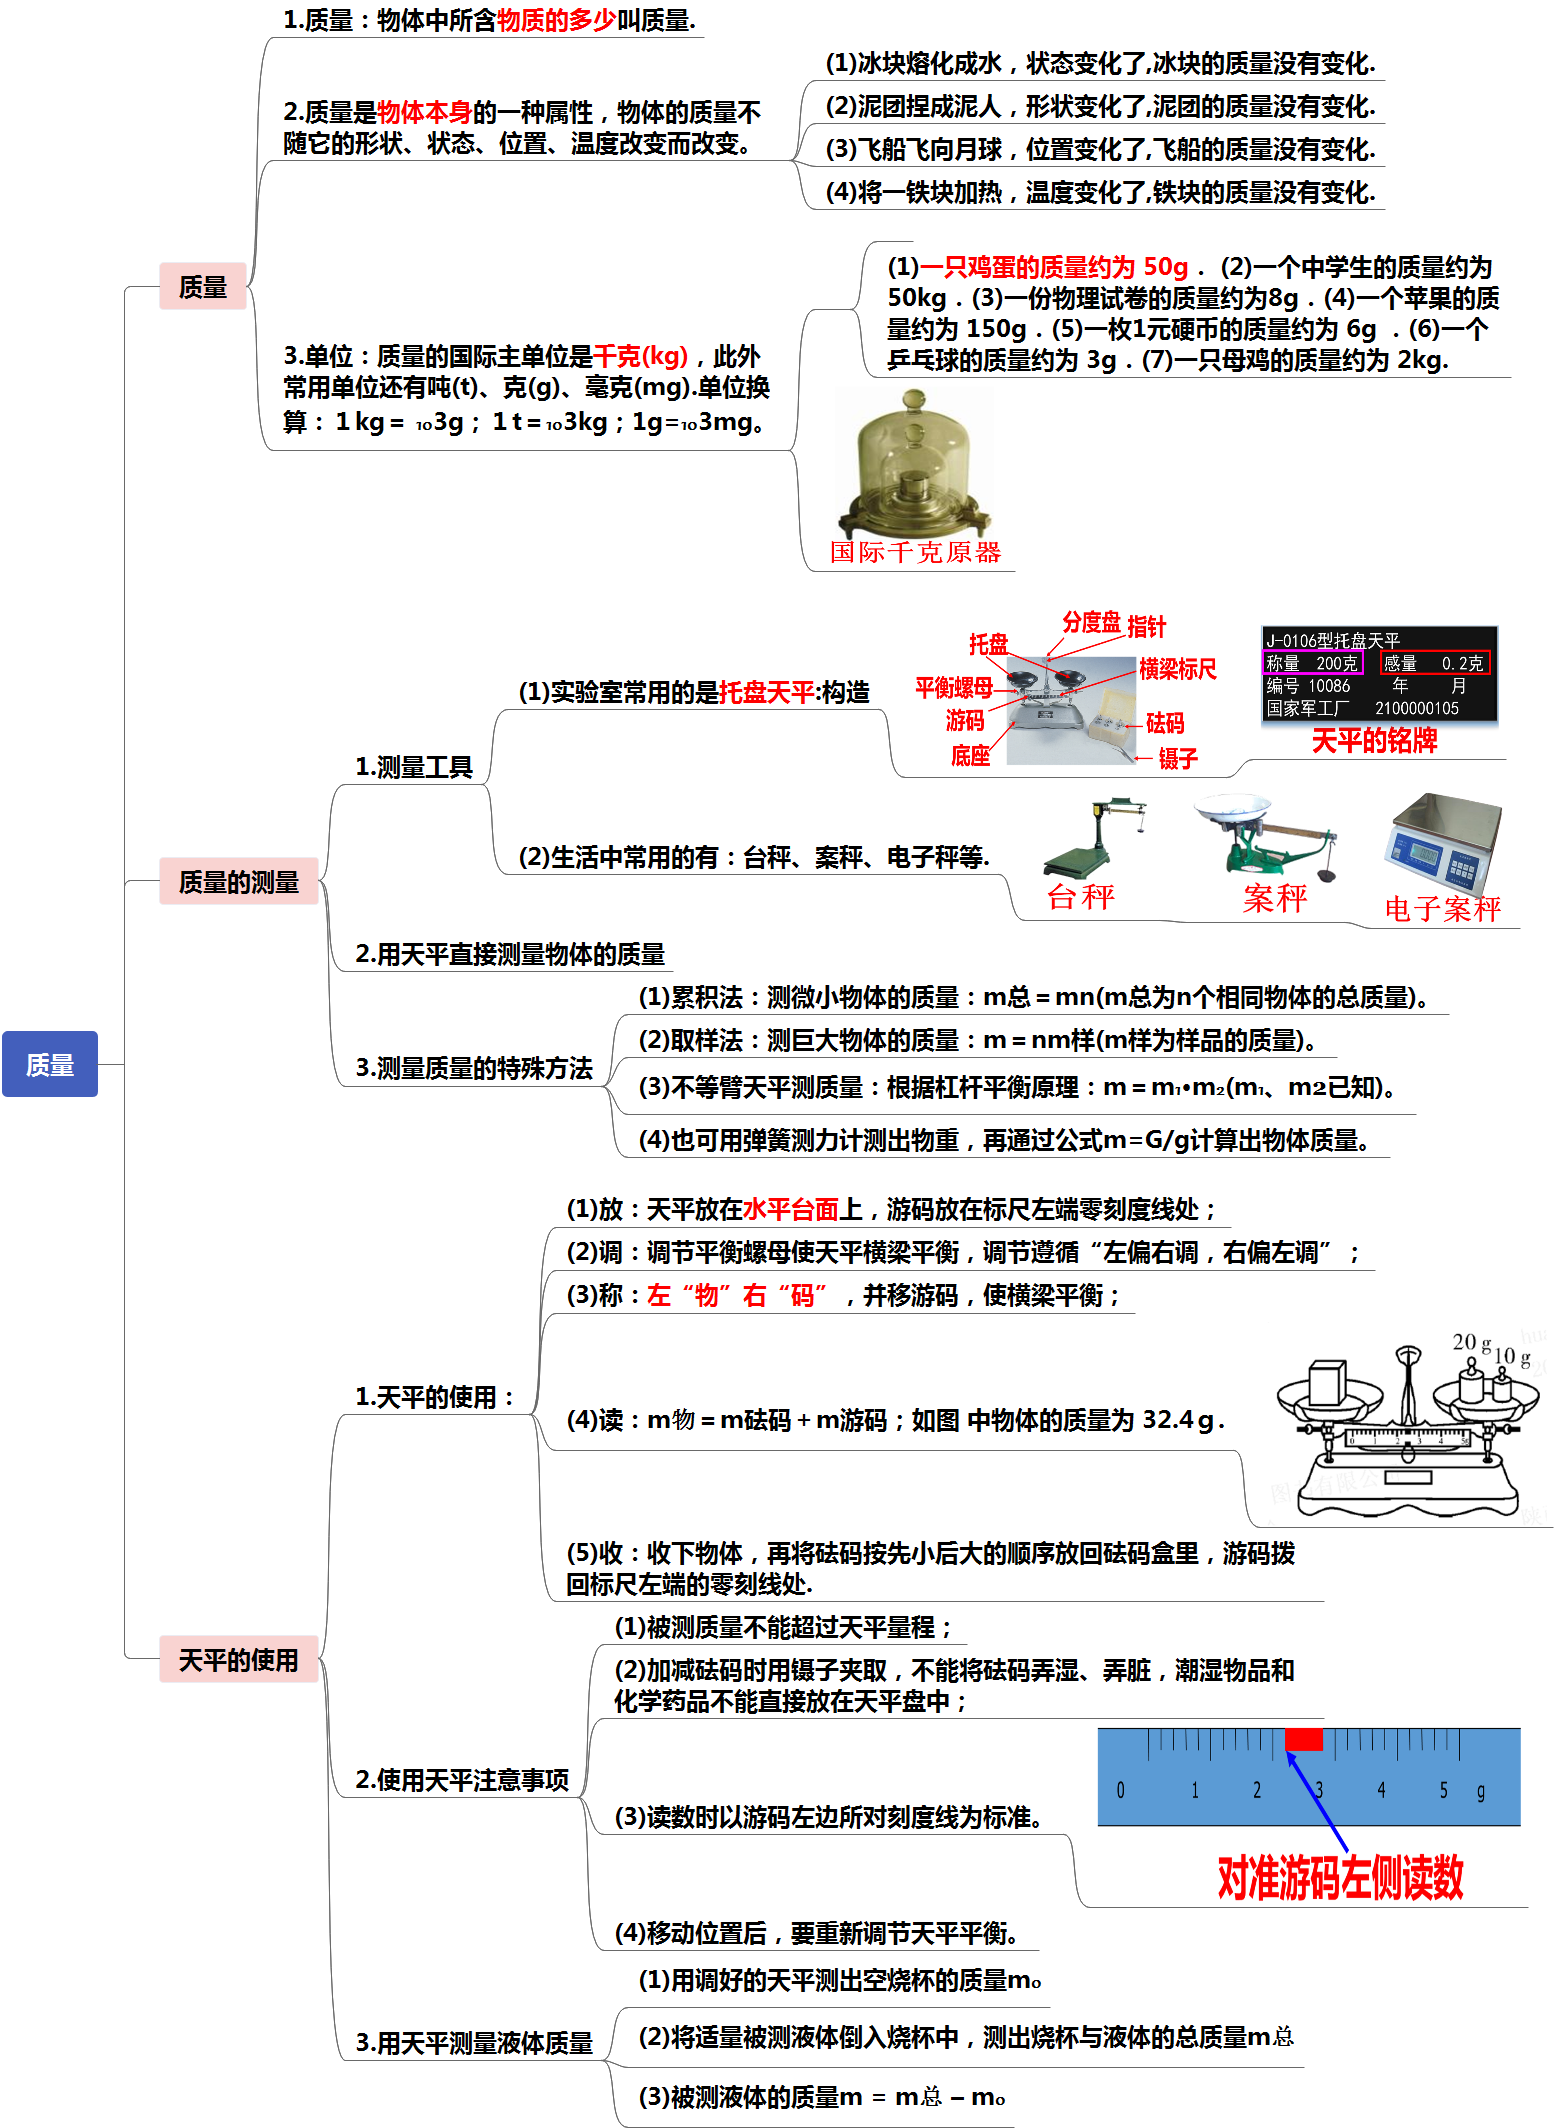 质量
质量
1.质量：物体中所含物质的多少叫质量.
2.质量是物体本身的一种属性，物体的质量不
随它的形状、状态、位置、温度改变而改变。
(1)冰块熔化成水，状态变化了,冰块的质量没有变化.
(2)泥团捏成泥人，形状变化了,泥团的质量没有变化.
(3)飞船飞向月球，位置变化了,飞船的质量没有变化.
(4)将一铁块加热，温度变化了,铁块的质量没有变化.
3.单位：质量的国际主单位是千克(kg)，此外
常用单位还有吨(t)、克(g)、毫克(mg).单位换
算：１kg＝ ₁₀3g；１t＝₁₀3kg；1g=₁₀3mg。
(1)一只鸡蛋的质量约为 50g．(2)一个中学生的质量约为
50kg．(3)一份物理试卷的质量约为8g．(4)一个苹果的质
量约为 150g．(5)一枚1元硬币的质量约为 6g ．(6)一个
乒乓球的质量约为 3g．(7)一只母鸡的质量约为 2kg.
国际千克原器
质量的测量
1.测量工具
(1)实验室常用的是托盘天平:构造
分度盘
指针
托盘
横梁标尺
平衡螺母
游码
砝码
底座
镊子
J-0106型托盘天平
称量 200克 感量 0.2克
编号 10086 年 月
国家军工厂 2100000105
天平的铭牌
(2)生活中常用的有：台秤、案秤、电子秤等.
台秤
案秤
电子案秤
2.用天平直接测量物体的质量
3.测量质量的特殊方法
(1)累积法：测微小物体的质量：m总＝mn(m总为n个相同物体的总质量)。
(2)取样法：测巨大物体的质量：m＝nm样(m样为样品的质量)。
(3)不等臂天平测质量：根据杠杆平衡原理：m＝m₁•m₂(m₁、m2已知)。
(4)也可用弹簧测力计测出物重，再通过公式m=G/g计算出物体质量。
天平的使用
1.天平的使用：
(1)放：天平放在水平台面上，游码放在标尺左端零刻度线处；
(2)调：调节平衡螺母使天平横梁平衡，调节遵循“左偏右调，右偏左调”；
(3)称：左“物”右“码”，并移游码，使横梁平衡；
(4)读：m物＝m砝码＋m游码；如图 中物体的质量为 32.4ｇ.
20 g
10 g
0 1 2 3 4 5g
(5)收：收下物体，再将砝码按先小后大的顺序放回砝码盒里，游码拨
回标尺左端的零刻线处.
2.使用天平注意事项
(1)被测质量不能超过天平量程；
(2)加减砝码时用镊子夹取，不能将砝码弄湿、弄脏，潮湿物品和
化学药品不能直接放在天平盘中；
(3)读数时以游码左边所对刻度线为标准。
0 1 2 3 4 5 g
对准游码左侧读数
(4)移动位置后，要重新调节天平平衡。
3.用天平测量液体质量
(1)用调好的天平测出空烧杯的质量m₀
(2)将适量被测液体倒入烧杯中，测出烧杯与液体的总质量m总
(3)被测液体的质量m = m总 – m₀